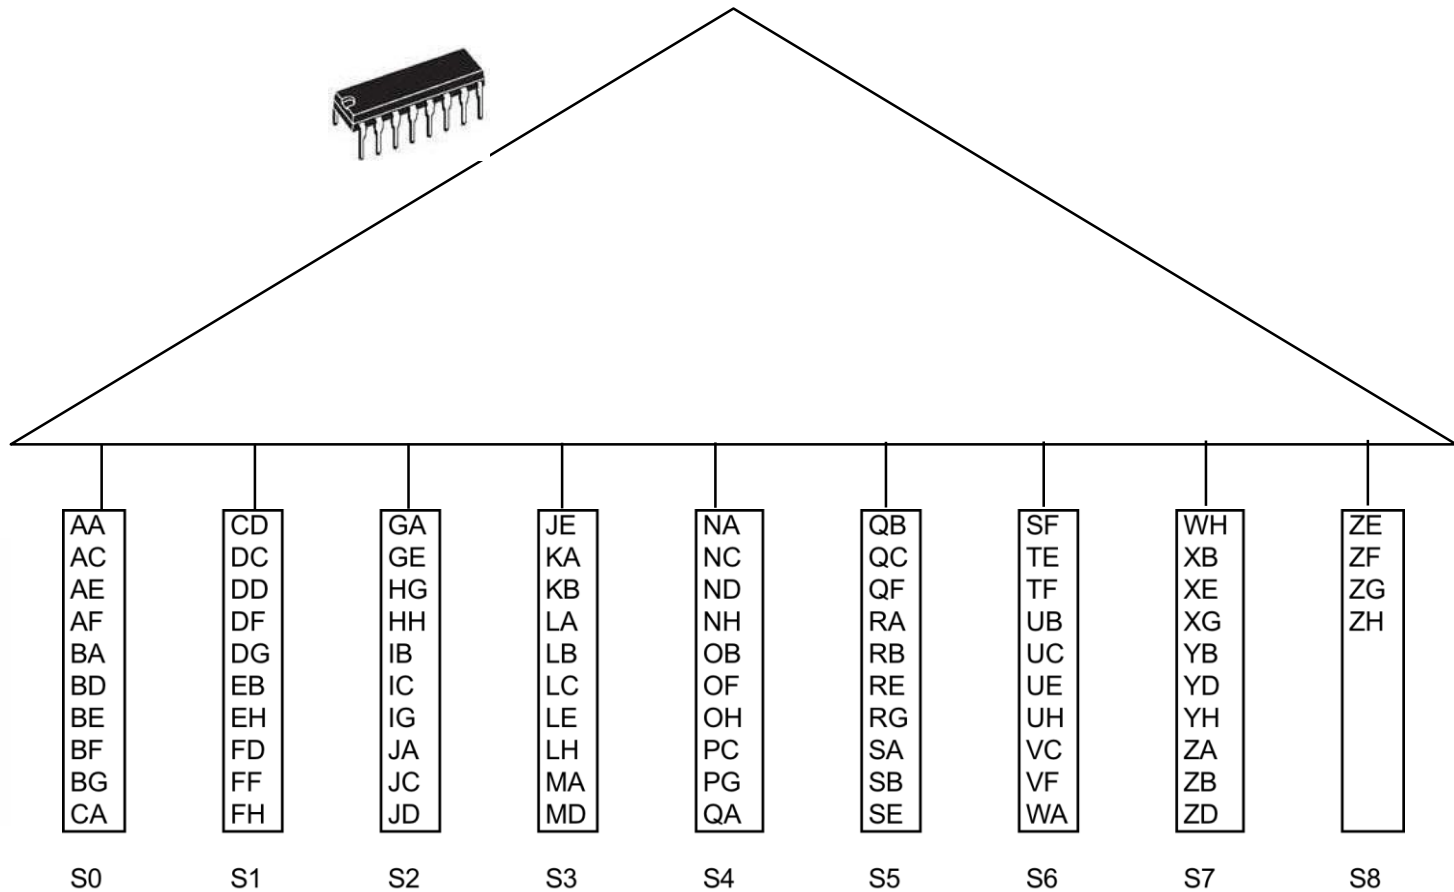 AA CD GA JE NA QB SF WH ZE
AC DC GE KA NC QC TE XB ZF
AE DD HG KB ND QF TF XE ZG
AF DF HH LA NH RA UB XG ZH
BA DG IB LB OB RB UC YB
BD EB IC LC OF RE UE YD
BE EH IG LE OH RG UH YH
BF FD JA LH PC SA VC ZA
BG FF JC MA PG SB VF ZB
CA FH JD MD QA SE WA ZD
S0 S1 S2 S3 S4 S5 S6 S7 S8